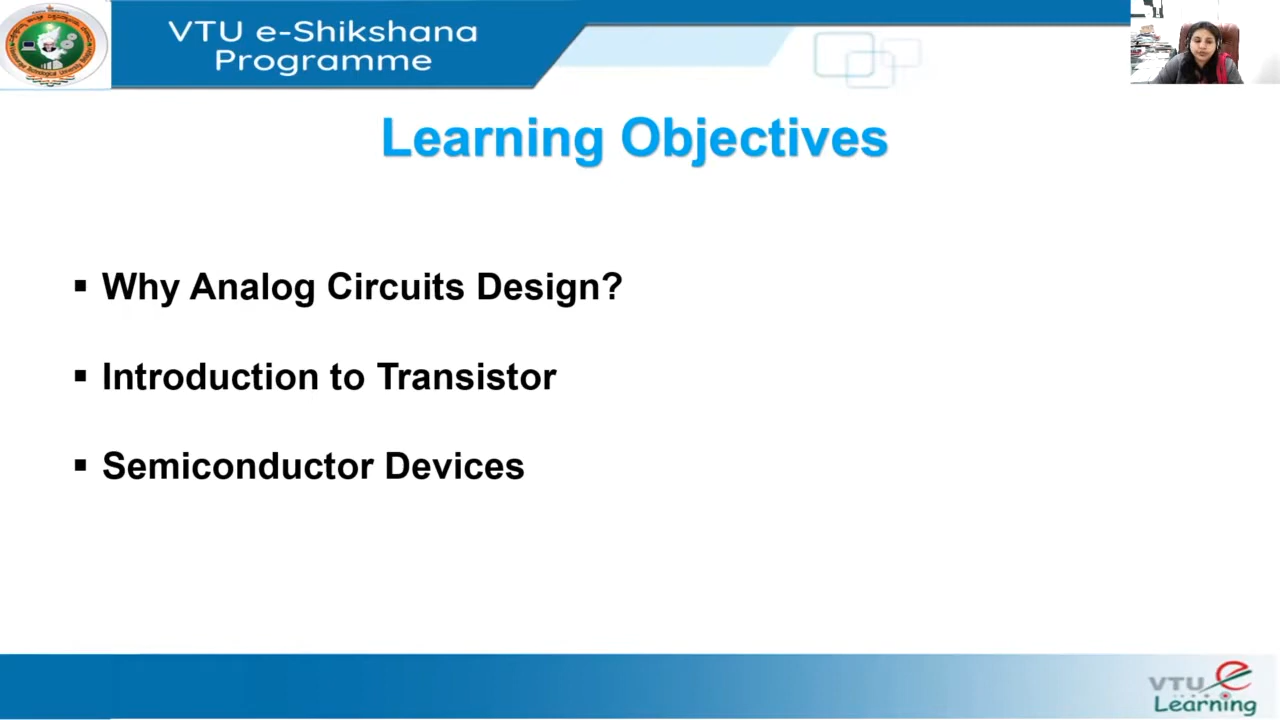 VTU e-Shikshana
Programme
Learning Objectives
▪ Why Analog Circuits Design?
▪ Introduction to Transistor
▪ Semiconductor Devices
VTU e
Learning